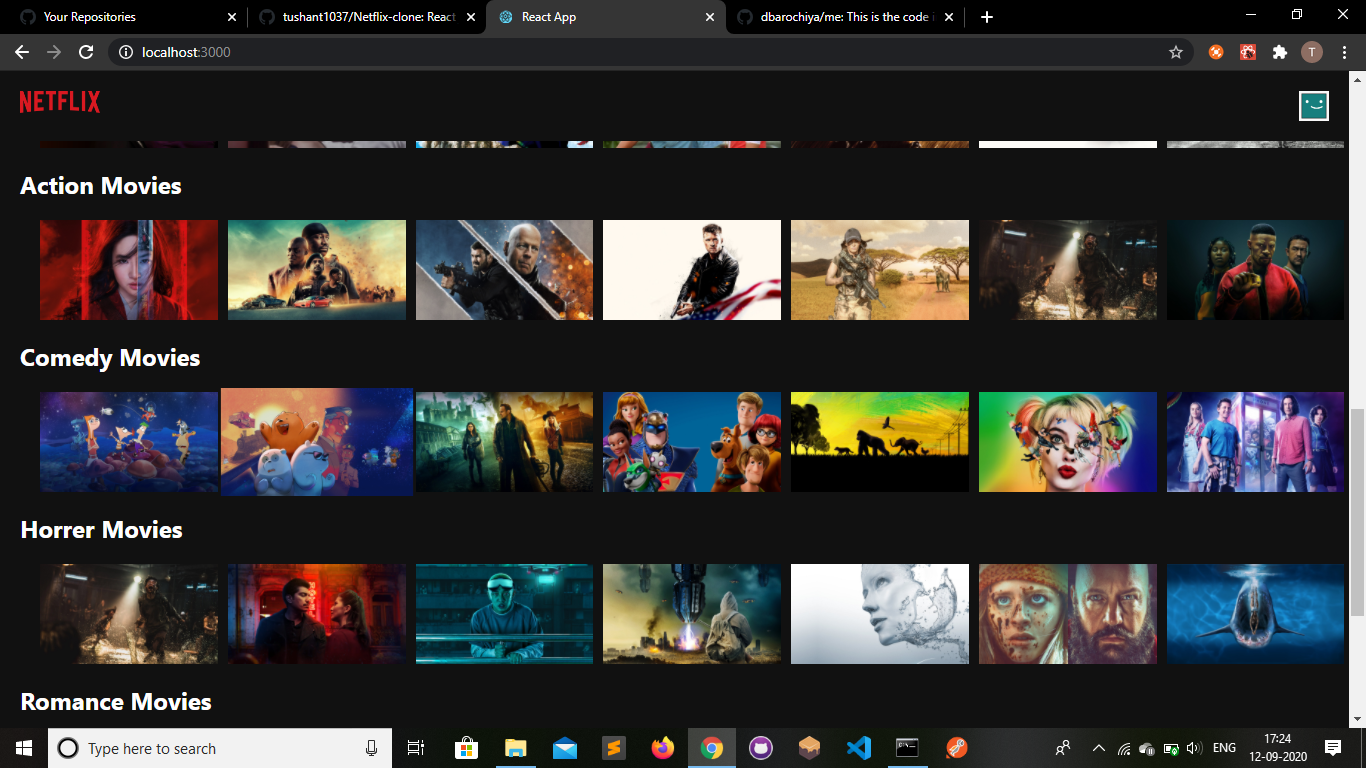 Your Repositories
tushant1037/Netflix-clone: React
React App
dbarochiya/me: This is the code i
localhost:3000
T
NETFLIX
Action Movies
Comedy Movies
Horrer Movies
Romance Movies
Type here to search
ENG
17:24
12-09-2020